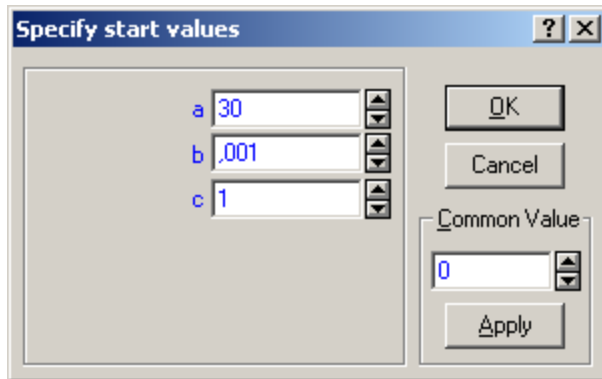 Specify start values ? X
a 30
b ,001
c 1
OK
Cancel
Common Value
0
Apply